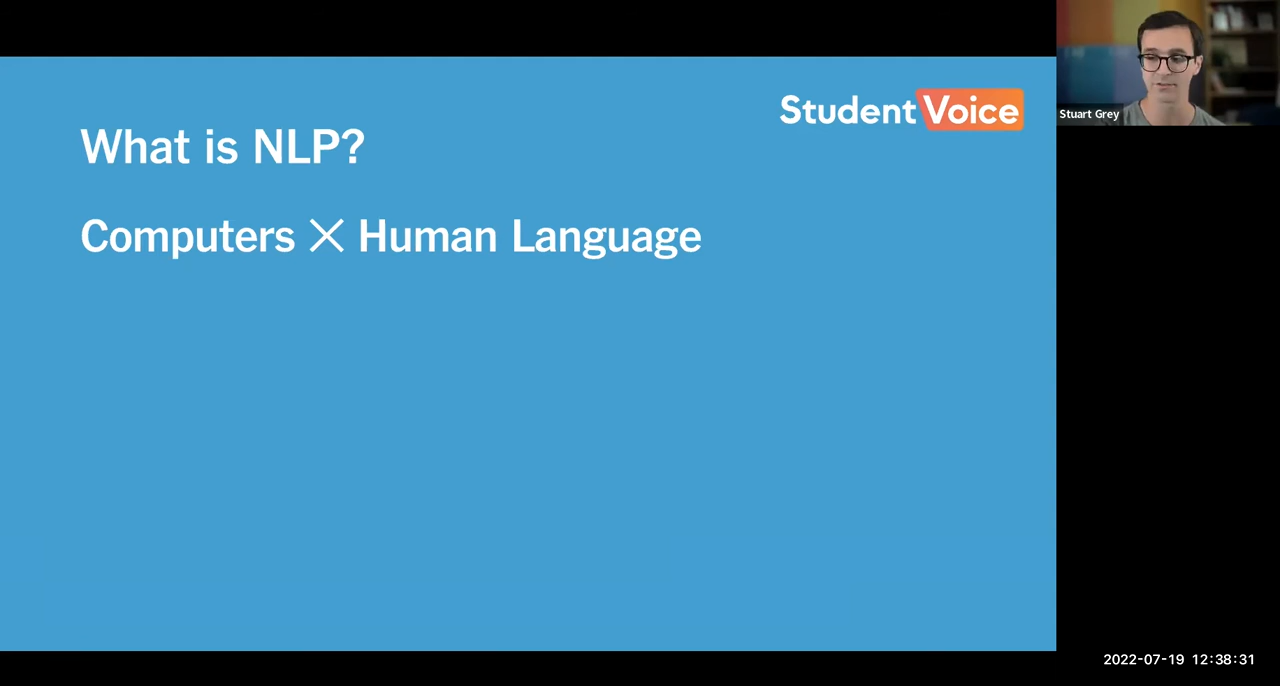 StudentVoice
What is NLP?
Computers × Human Language
Stuart Grey
2022-07-19 12:38:31